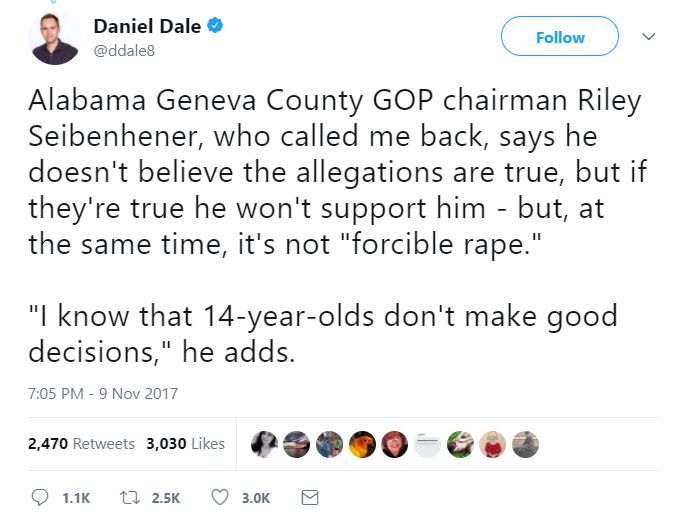 Daniel Dale
@ddale8
Follow
Alabama Geneva County GOP chairman Riley
Seibenhener, who called me back, says he
doesn't believe the allegations are true, but if
they're true he won't support him - but, at
the same time, it's not "forcible rape."
"I know that 14-year-olds don't make good
decisions," he adds.
7:05 PM - 9 Nov 2017
2,470 Retweets 3,030 Likes
1.1K 2.5K 3.0K